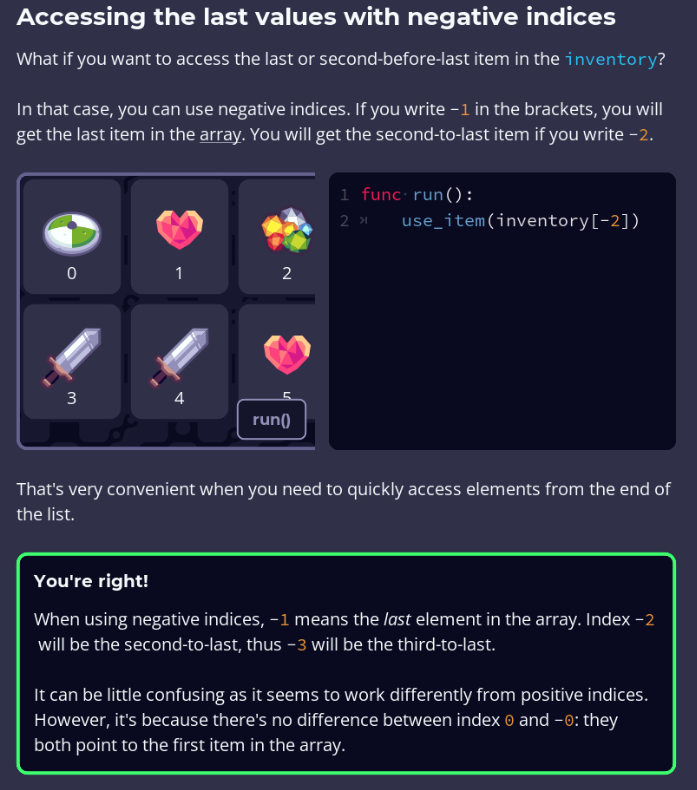 Accessing the last values with negative indices
What if you want to access the last or second-before-last item in the inventory?
In that case, you can use negative indices. If you write -1 in the brackets, you will
get the last item in the array. You will get the second-to-last item if you write -2.
0 1 2
3 4 5
run()
1 func run():
2 use_item(inventory[-2])
That's very convenient when you need to quickly access elements from the end of
the list.
You're right!
When using negative indices, -1 means the last element in the array. Index -2
will be the second-to-last, thus -3 will be the third-to-last.
It can be little confusing as it seems to work differently from positive indices.
However, it's because there's no difference between index 0 and -0: they
both point to the first item in the array.